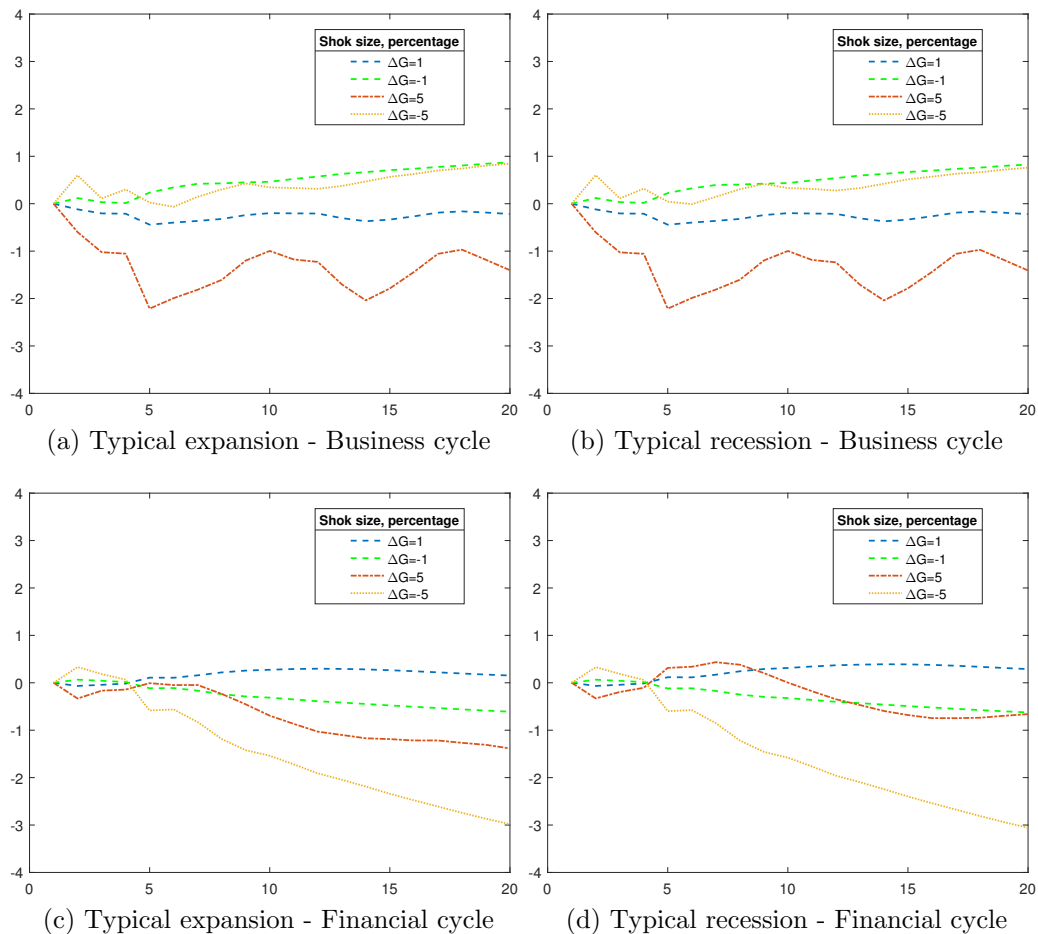 4
3
2
1
0
-1
-2
-3
-4
0
5
10
15
20
Shok size, percentage
ΔG=1
ΔG=-1
ΔG=5
ΔG=-5
(a) Typical expansion - Business cycle
4
3
2
1
0
-1
-2
-3
-4
0
5
10
15
20
Shok size, percentage
ΔG=1
ΔG=-1
ΔG=5
ΔG=-5
(b) Typical recession - Business cycle
4
3
2
1
0
-1
-2
-3
-4
0
5
10
15
20
Shok size, percentage
ΔG=1
ΔG=-1
ΔG=5
ΔG=-5
(c) Typical expansion - Financial cycle
4
3
2
1
0
-1
-2
-3
-4
0
5
10
15
20
Shok size, percentage
ΔG=1
ΔG=-1
ΔG=5
ΔG=-5
(d) Typical recession - Financial cycle